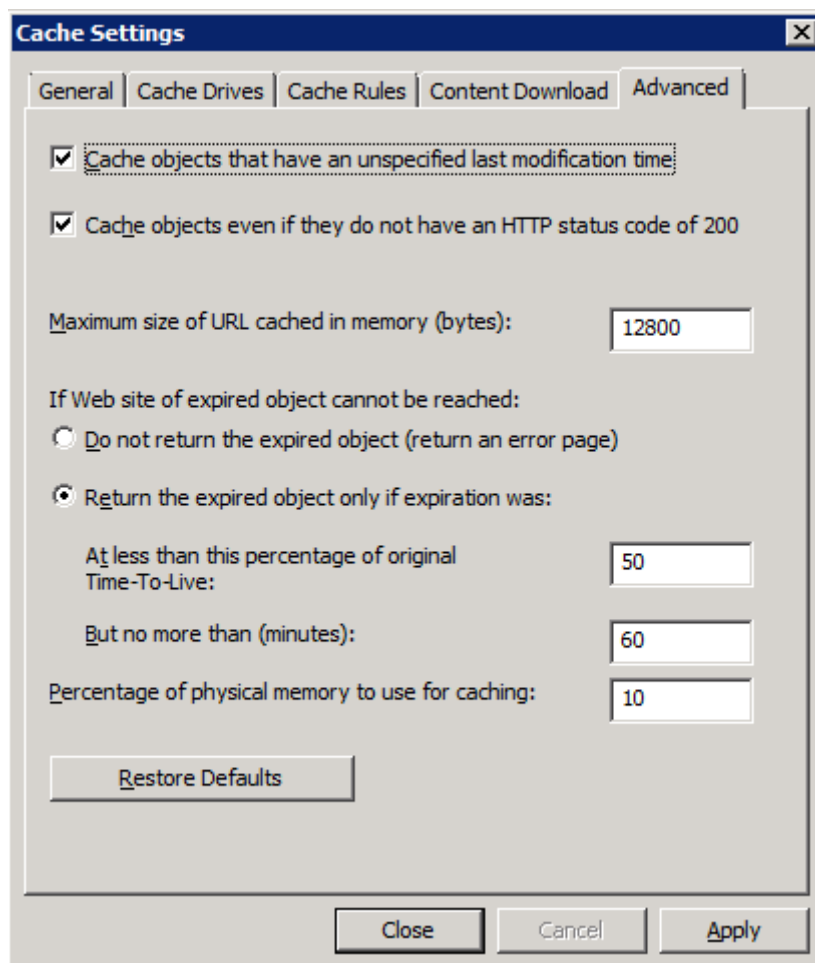 Cache Settings
General Cache Drives Cache Rules Content Download Advanced
Cache objects that have an unspecified last modification time
Cache objects even if they do not have an HTTP status code of 200
Maximum size of URL cached in memory (bytes): 12800
If Web site of expired object cannot be reached:
Do not return the expired object (return an error page)
Return the expired object only if expiration was:
At less than this percentage of original
Time-To-Live:
50
But no more than (minutes): 60
Percentage of physical memory to use for caching: 10
Restore Defaults
Close Cancel Apply